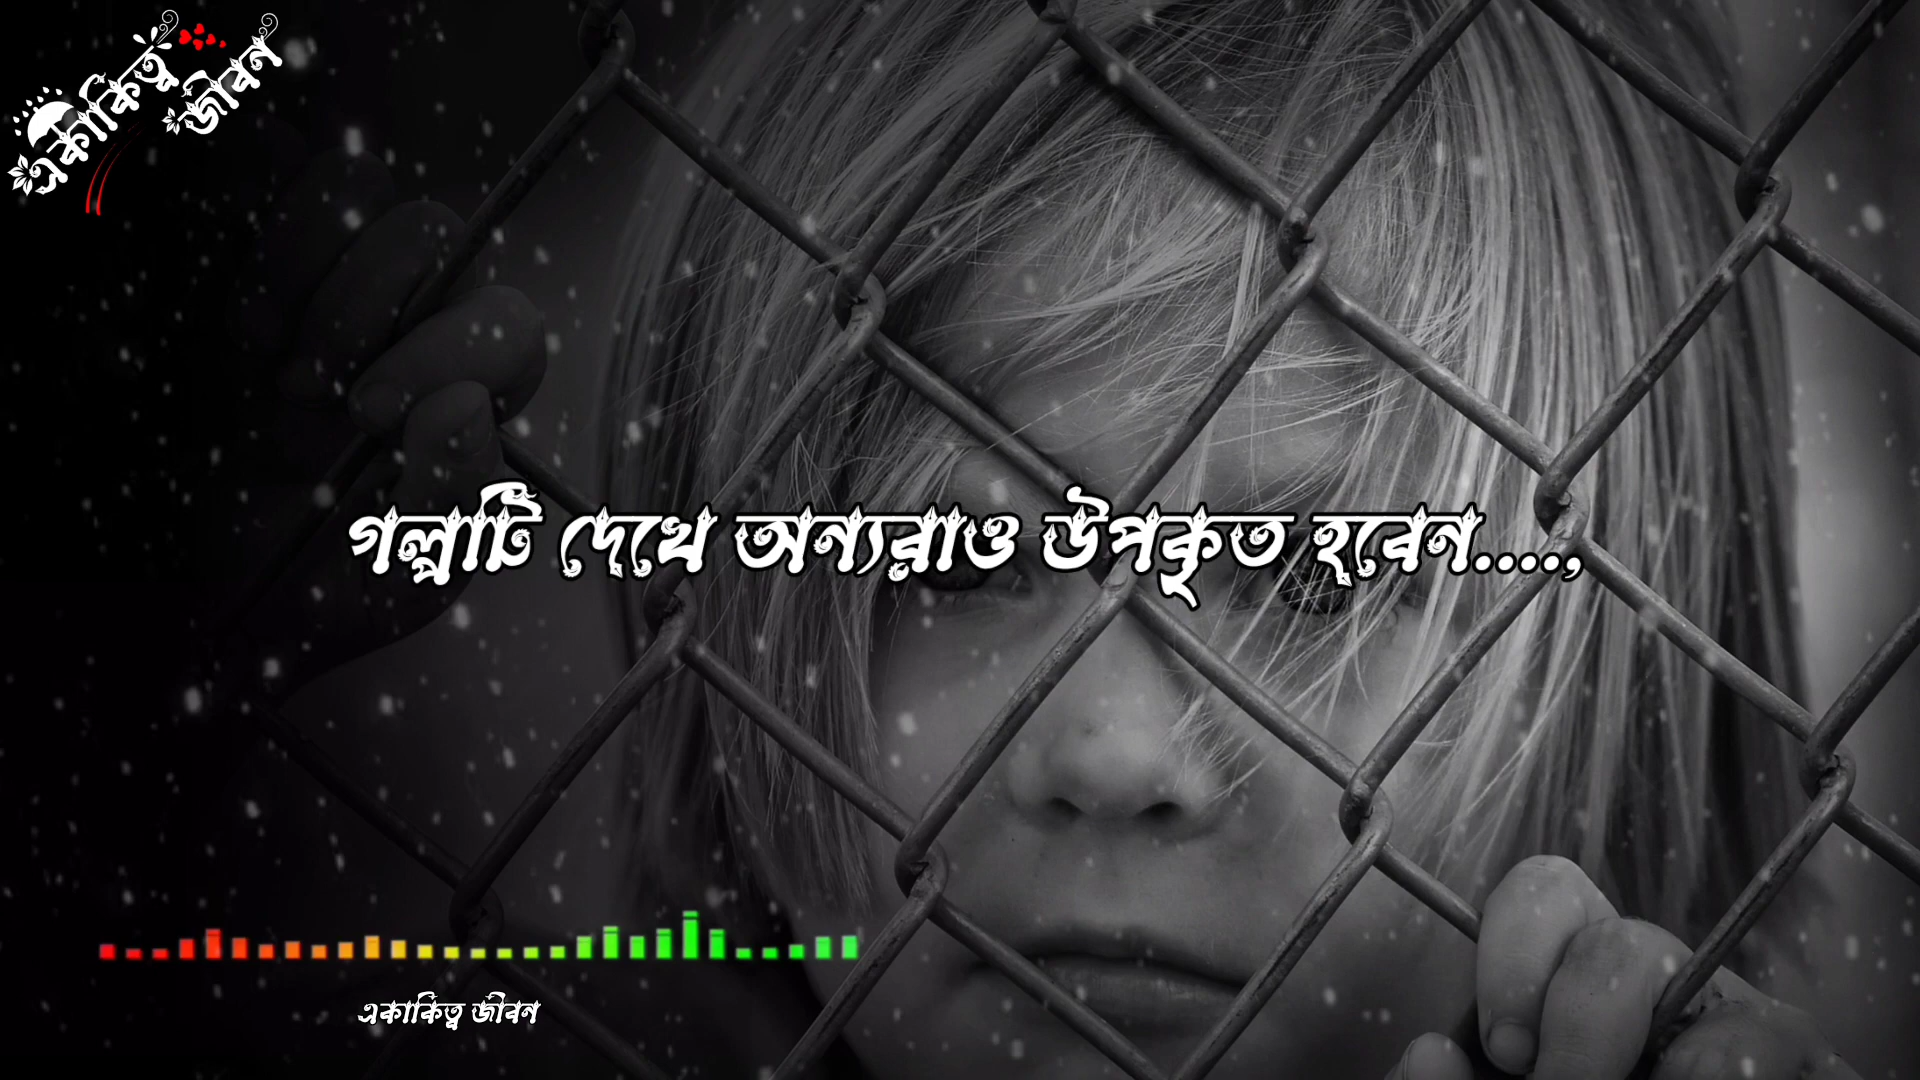 একাকিত্ব জীবন
গল্পটি দেখে অন্যরাও উপকৃত হবেন....,
একাকিত্ব জীবন